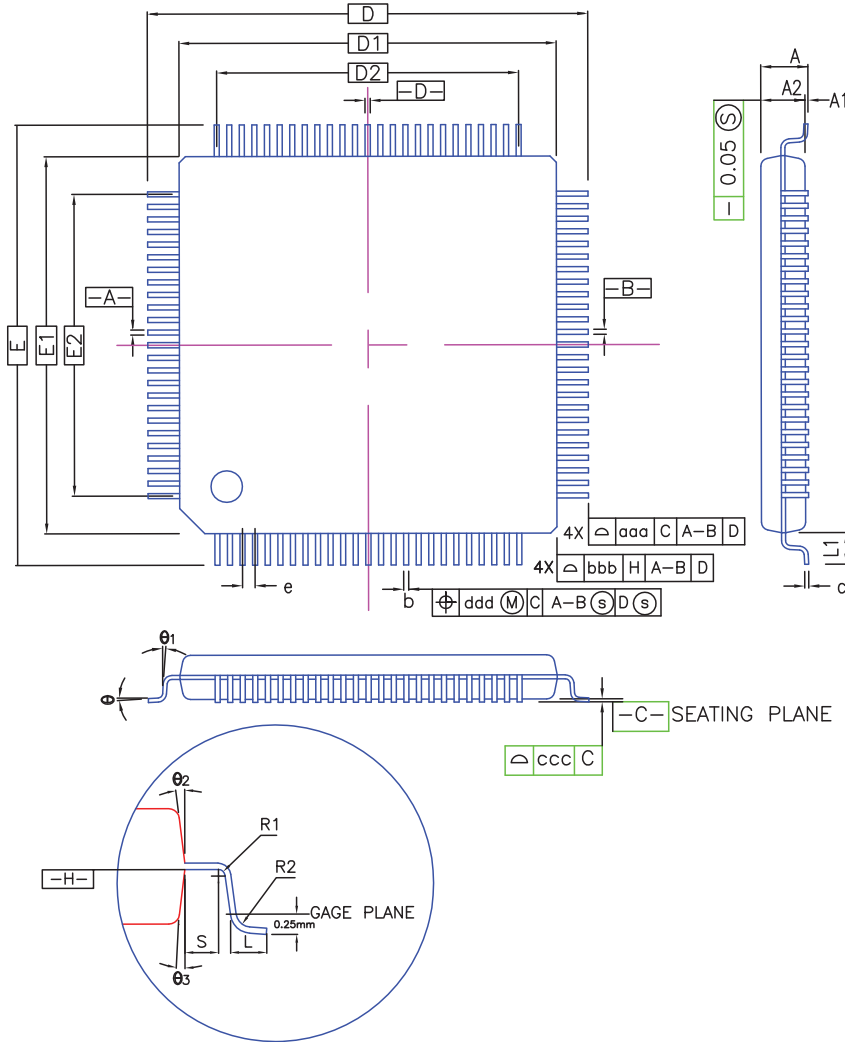 D
D1
D2
-D-
A
A2
A1
0.05 Ⓢ
-A-
-B-
E
E1
E2
4X ⌓ aaa C A-B D
4X ⌓ bbb H A-B D
e
b
⌖ ddd Ⓜ C A-B ⓢ D ⓢ
L1
c
θ1
θ
-C- SEATING PLANE
⌓ ccc C
θ2
R1
R2
-H-
GAGE PLANE
0.25mm
S
L
θ3